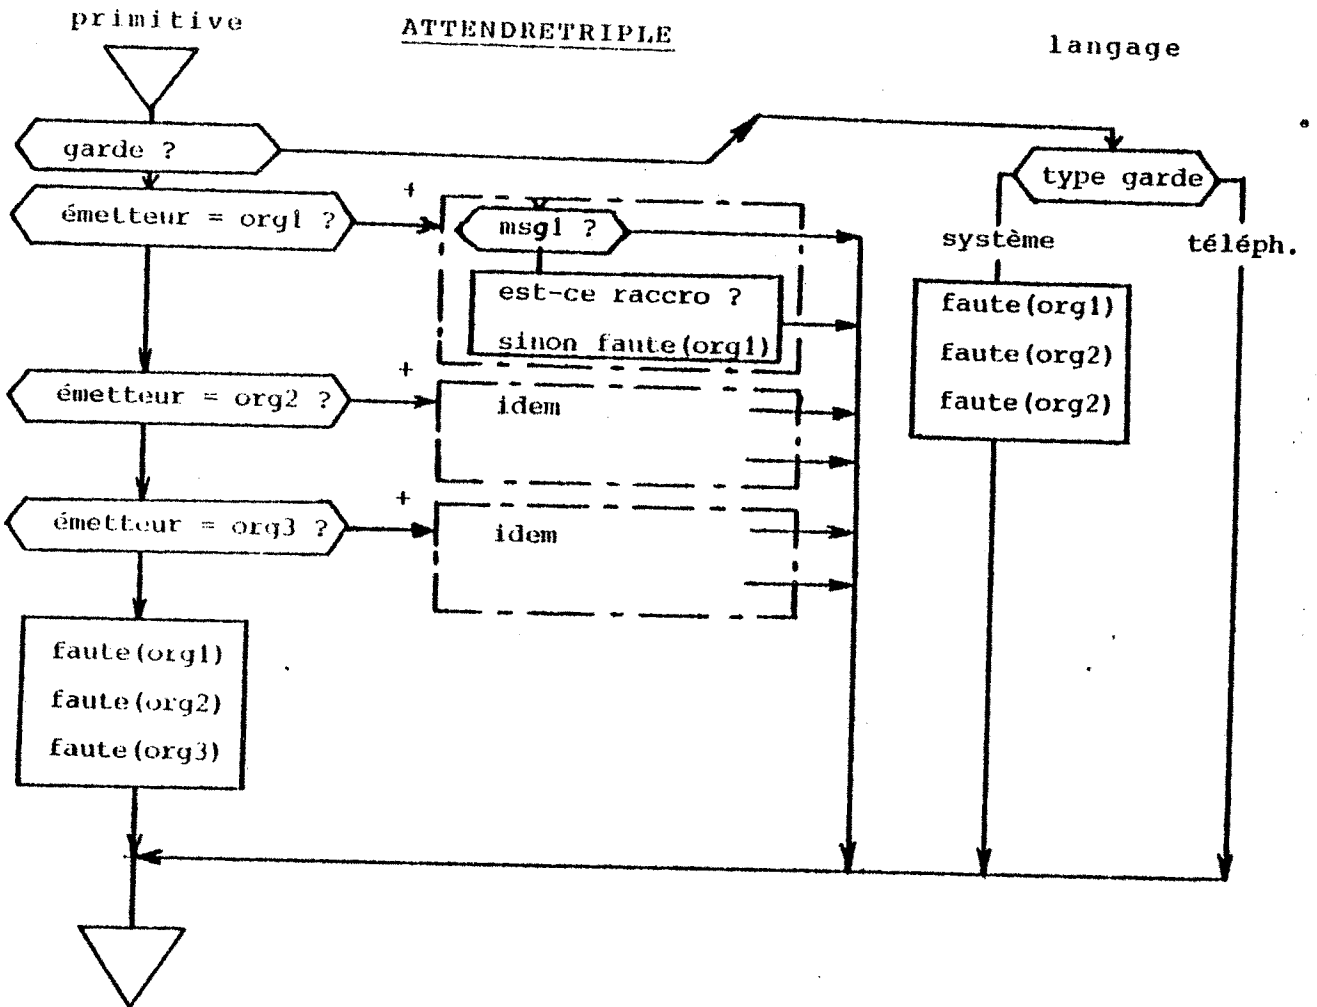 primitive
ATTENDRETRIPLE
langage
garde ?
type garde
émetteur = org1 ?
+
msg1 ?
système
téléph.
est-ce raccro ?
sinon faute(org1)
faute(org1)
faute(org2)
faute(org2)
émetteur = org2 ?
+
idem
émetteur = org3 ?
+
idem
faute(org1)
faute(org2)
faute(org3)